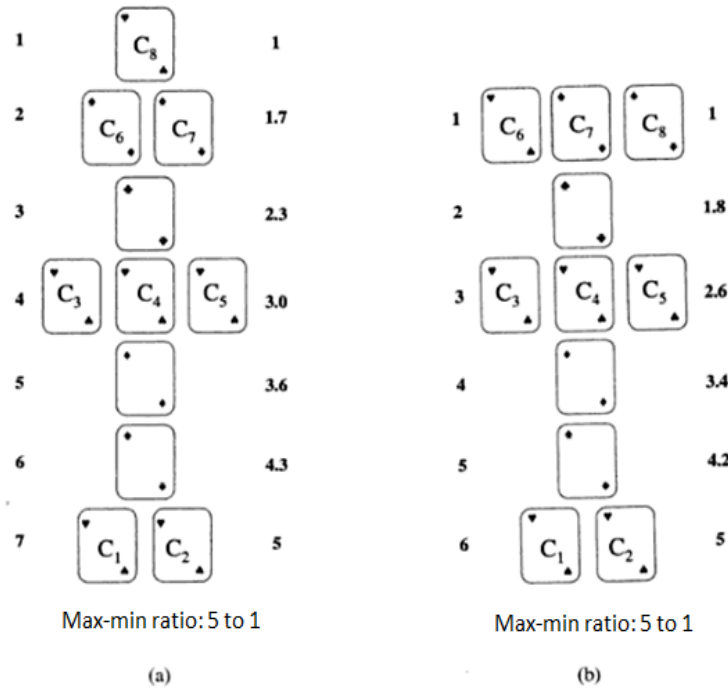 1 C8 1
2 C6 C7 1.7
3 2.3
4 C3 C4 C5 3.0
5 3.6
6 4.3
7 C1 C2 5
Max-min ratio: 5 to 1
(a)
1 C6 C7 C8 1
2 1.8
3 C3 C4 C5 2.6
4 3.4
5 4.2
6 C1 C2 5
Max-min ratio: 5 to 1
(b)